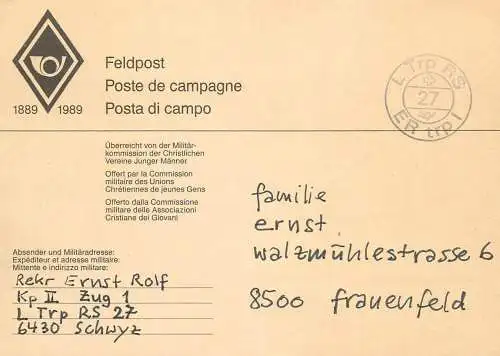 1889 1989
Feldpost
Poste de campagne
Posta di campo
L Trp RS
27
ER trp I
Überreicht von der Militär-
kommission der Christlichen
Vereine Junger Männer
Offert par la Commission
militaire des Unions
Chrétiennes de jeunes Gens
Offerto dalla Commissione
militare delle Associazioni
Cristiane dei Giovani
familie
ernst
walzmühlestrasse 6
8500 frauenfeld
Absender und Militäradresse:
Expéditeur et adresse militaire:
Mittente e indirizzo militare:
Rekr Ernst Rolf
Kp II Zug 1
L Trp RS 27
6430 Schwyz